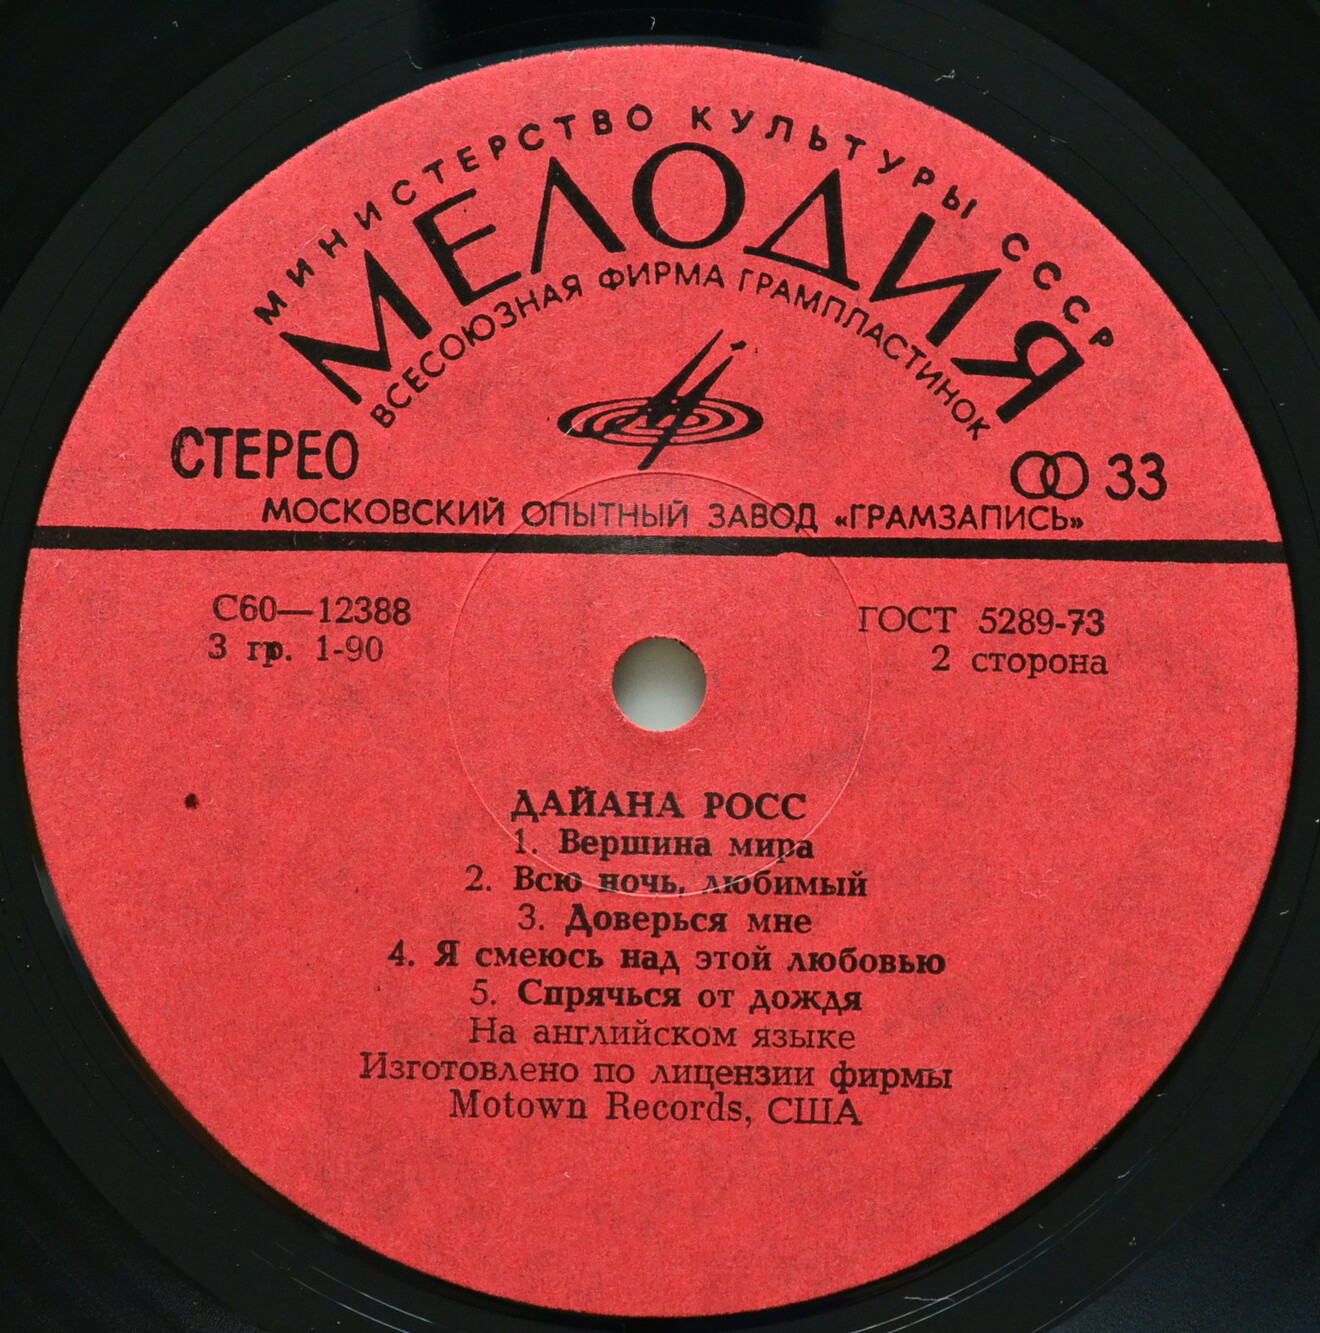 МИНИСТЕРСТВО КУЛЬТУРЫ СССР
МЕЛОДИЯ
ВСЕСОЮЗНАЯ ФИРМА ГРАМПЛАСТИНОК
СТЕРЕО
33
МОСКОВСКИЙ ОПЫТНЫЙ ЗАВОД «ГРАМЗАПИСЬ»
С60—12388
ГОСТ 5289-73
3 гр. 1-90
2 сторона
ДАЙАНА РОСС
1. Вершина мира
2. Всю ночь, любимый
3. Доверься мне
4. Я смеюсь над этой любовью
5. Спрячься от дождя
На английском языке
Изготовлено по лицензии фирмы
Motown Records, США